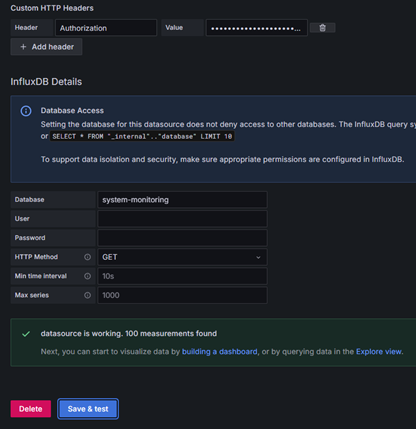 Custom HTTP Headers
Header Authorization Value ••••••••••••••••••••...
+ Add header
InfluxDB Details
Database Access
Setting the database for this datasource does not deny access to other databases. The InfluxDB query sy
or SELECT * FROM "_internal".."database" LIMIT 10
To support data isolation and security, make sure appropriate permissions are configured in InfluxDB.
Database system-monitoring
User
Password
HTTP Method GET
Min time interval 10s
Max series 1000
datasource is working. 100 measurements found
Next, you can start to visualize data by building a dashboard, or by querying data in the Explore view.
Delete Save & test